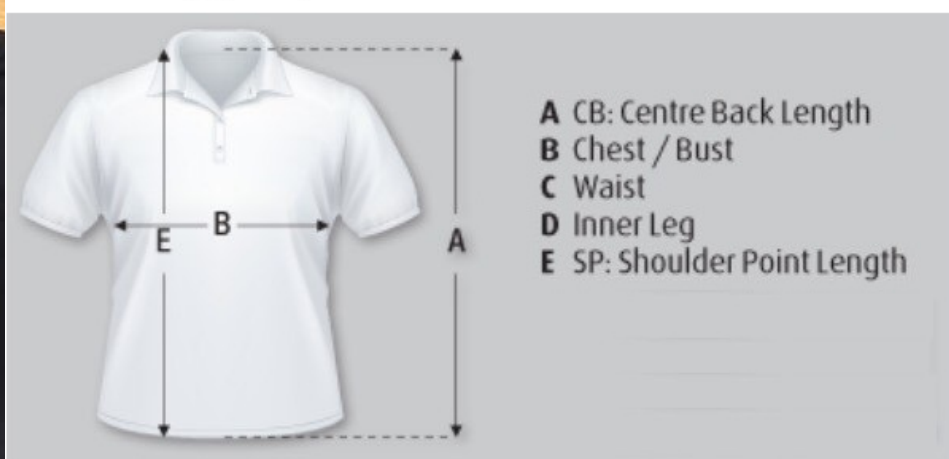 E
B
A
A CB: Centre Back Length
B Chest / Bust
C Waist
D Inner Leg
E SP: Shoulder Point Length